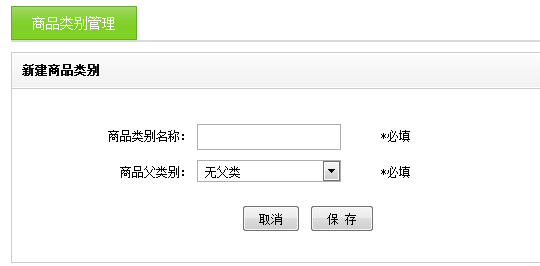 商品类别管理
新建商品类别
商品类别名称： *必填
商品父类别： 无父类 *必填
取消 保 存